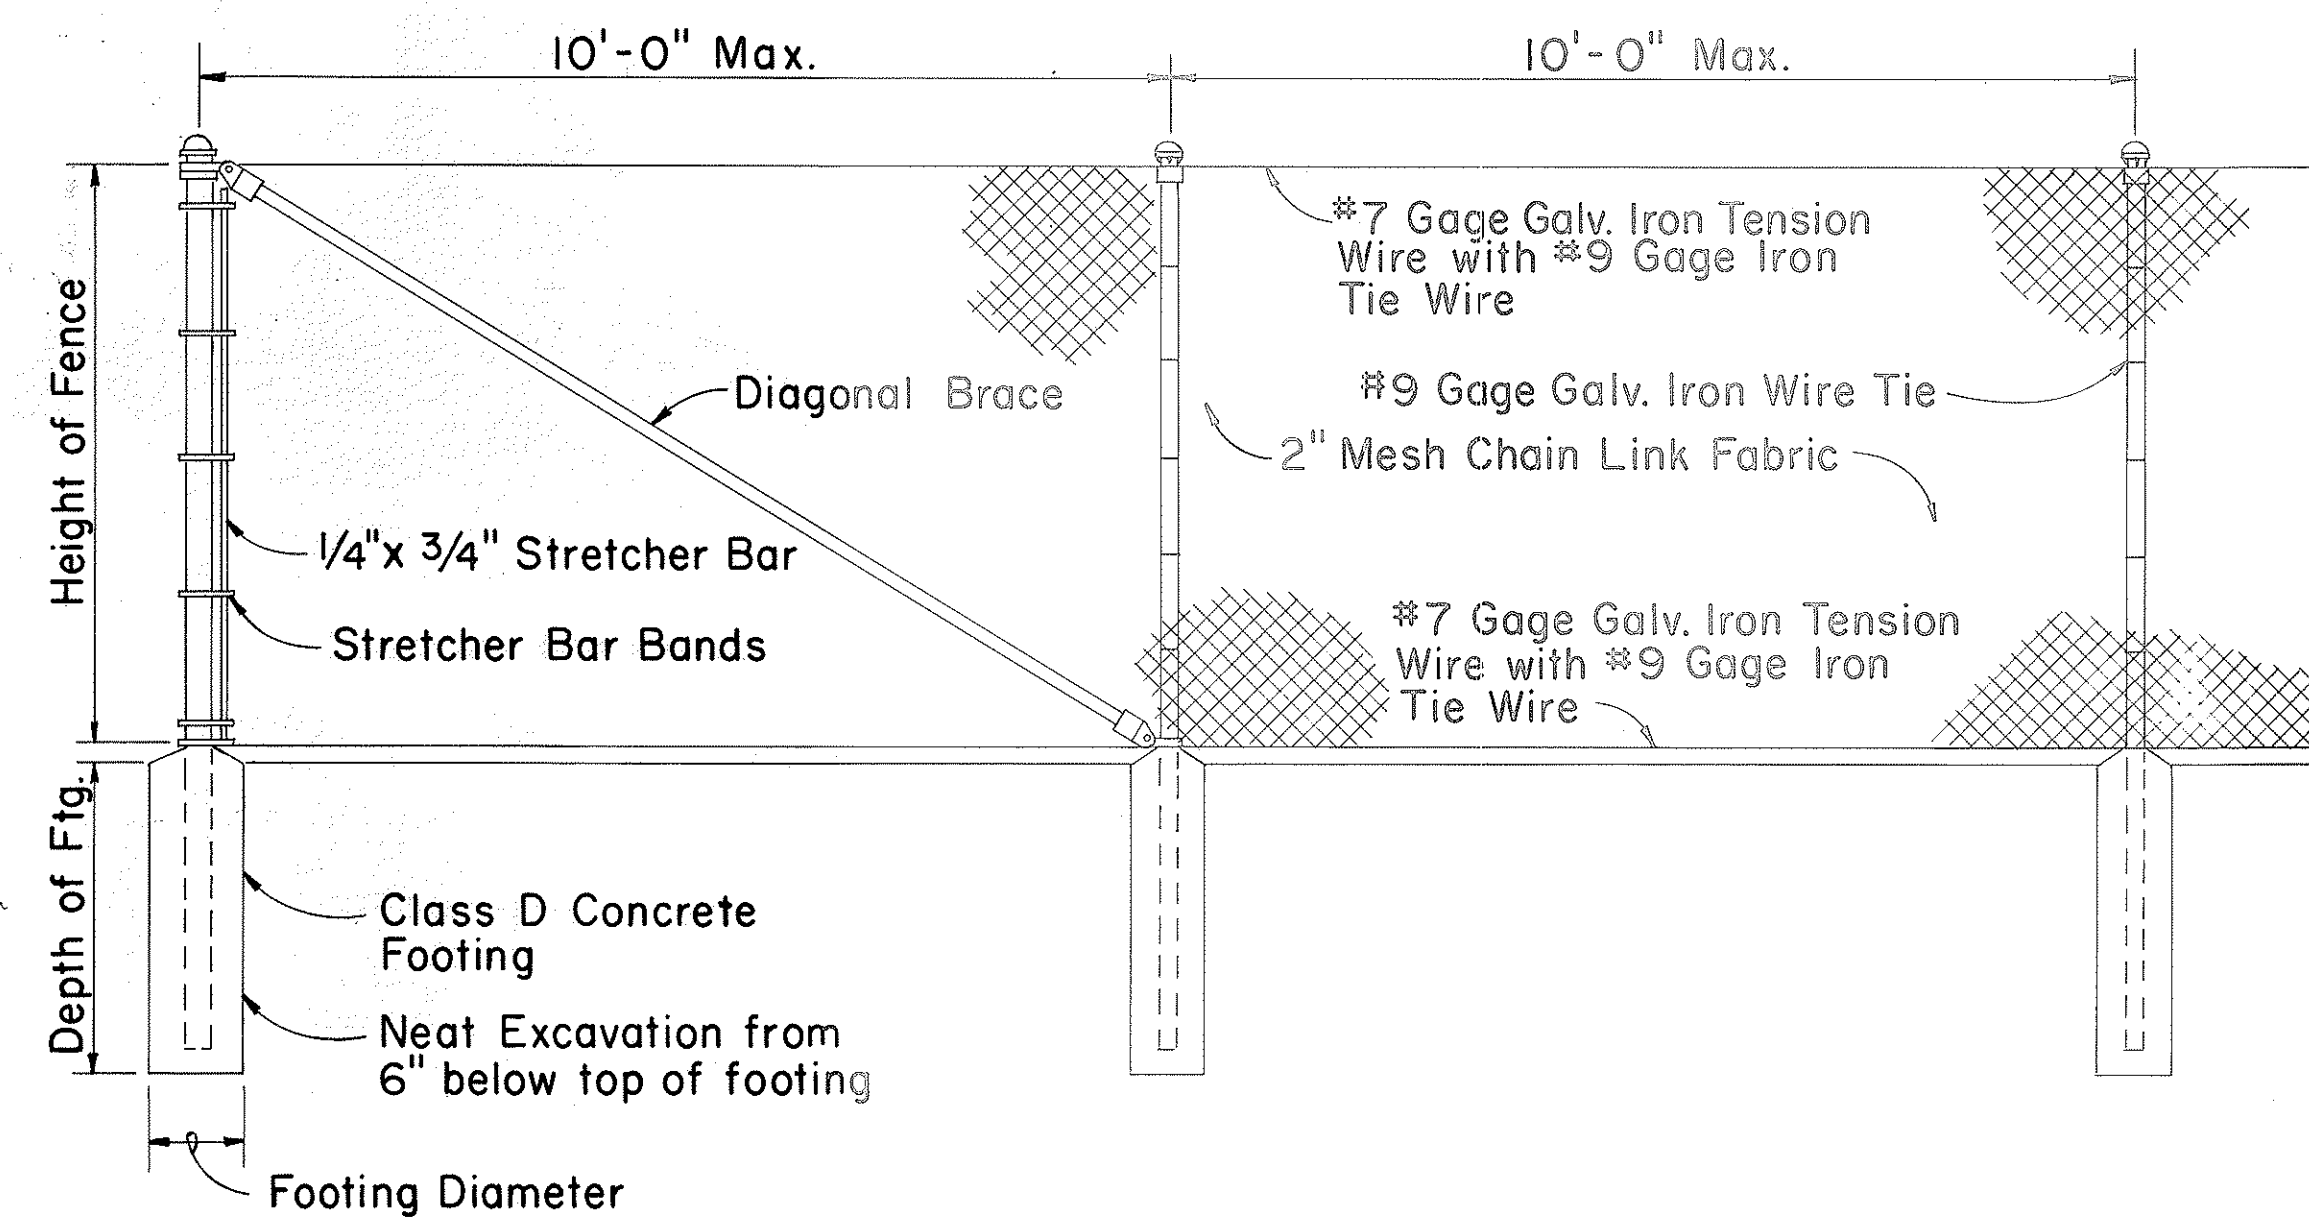 10'-0" Max.
10'-0" Max.
#7 Gage Galv. Iron Tension
Wire with #9 Gage Iron
Tie Wire
Height of Fence
Diagonal Brace
#9 Gage Galv. Iron Wire Tie
2" Mesh Chain Link Fabric
1/4" x 3/4" Stretcher Bar
Stretcher Bar Bands
#7 Gage Galv. Iron Tension
Wire with #9 Gage Iron
Tie Wire
Depth of Ftg.
Class D Concrete
Footing
Neat Excavation from
6" below top of footing
Footing Diameter